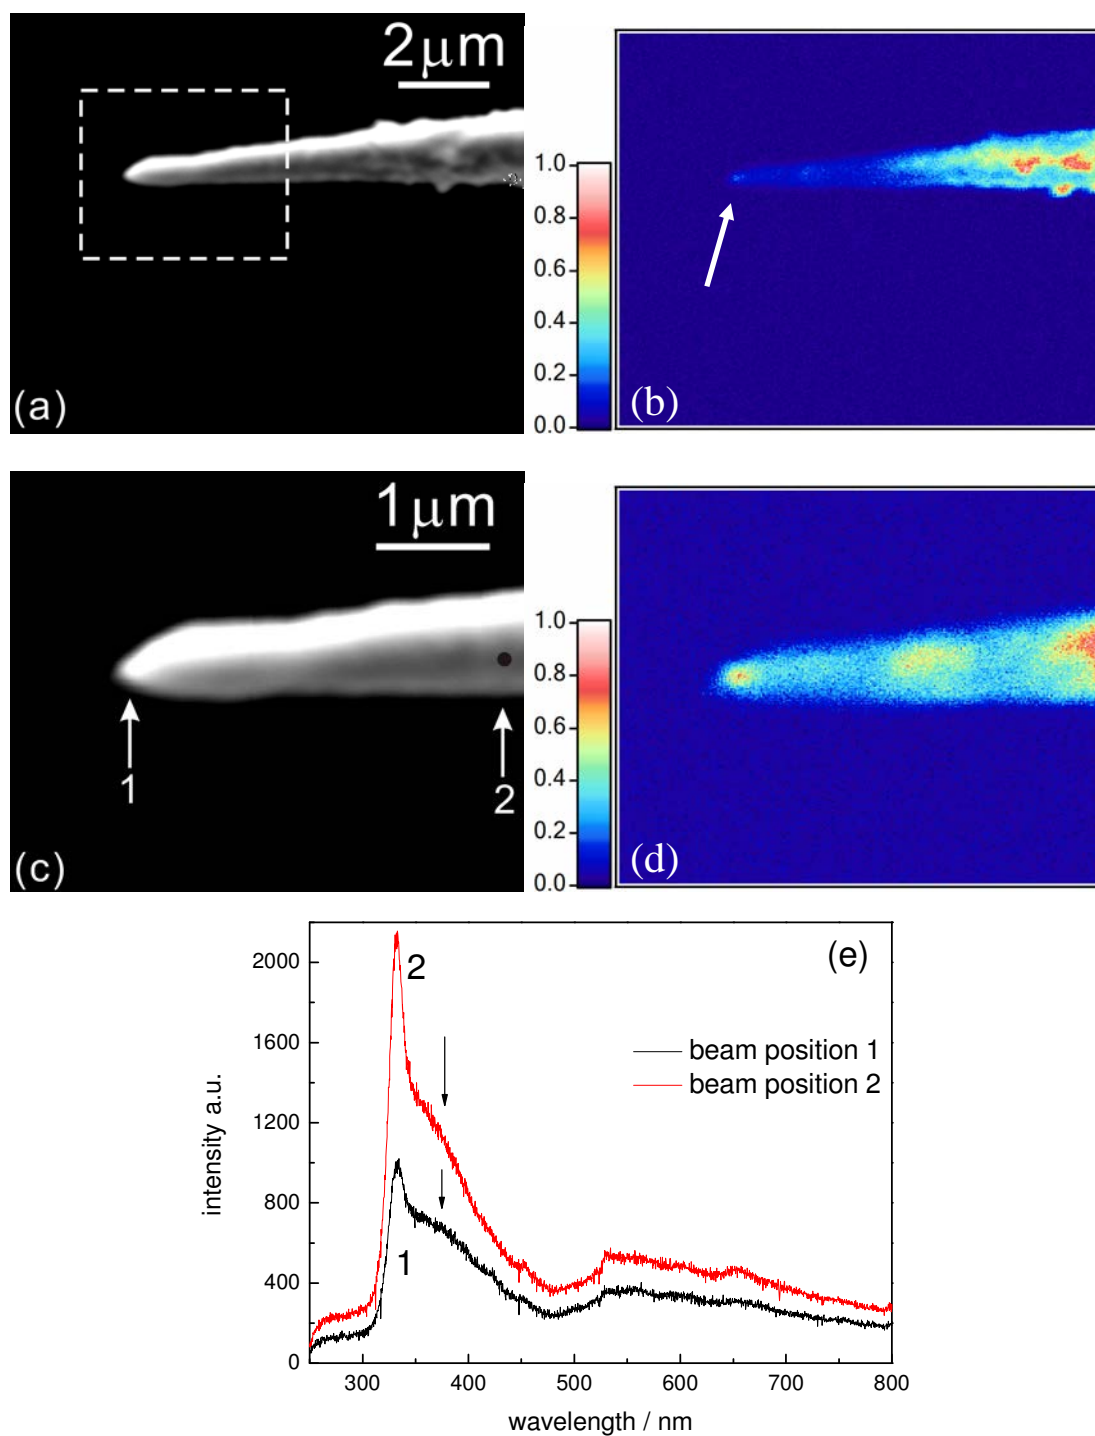 2μm
(a)
1.0
0.8
0.6
0.4
0.2
0.0
(b)
1μm
1
2
(c)
1.0
0.8
0.6
0.4
0.2
0.0
(d)
(e)
2000
1600
1200
800
400
0
2
1
beam position 1
beam position 2
intensity a.u.
300 400 500 600 700 800
wavelength / nm